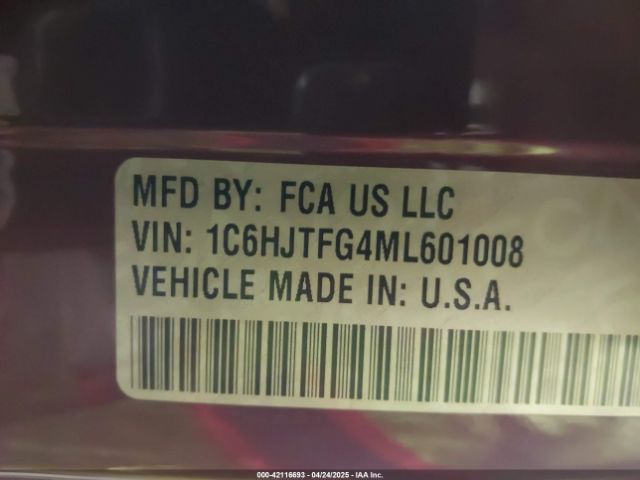 MFD BY: FCA US LLC
VIN: 1C6HJTFG4ML601008
VEHICLE MADE IN: U.S.A.
000-42116693 - 04/24/2025 - IAA Inc.